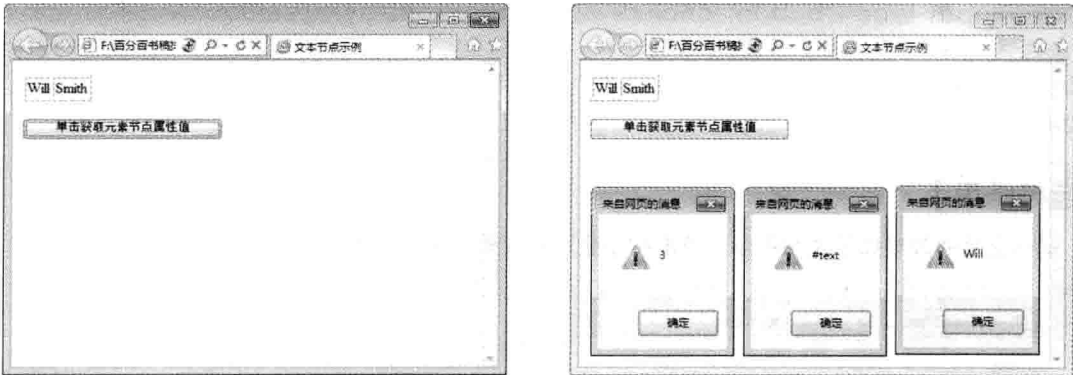 F:\百分百书稿
文本节点示例
Will Smith
单击获取元素节点属性值
F:\百分百书稿
文本节点示例
Will Smith
单击获取元素节点属性值
来自网页的消息
3
确定
来自网页的消息
#text
确定
来自网页的消息
Will
确定